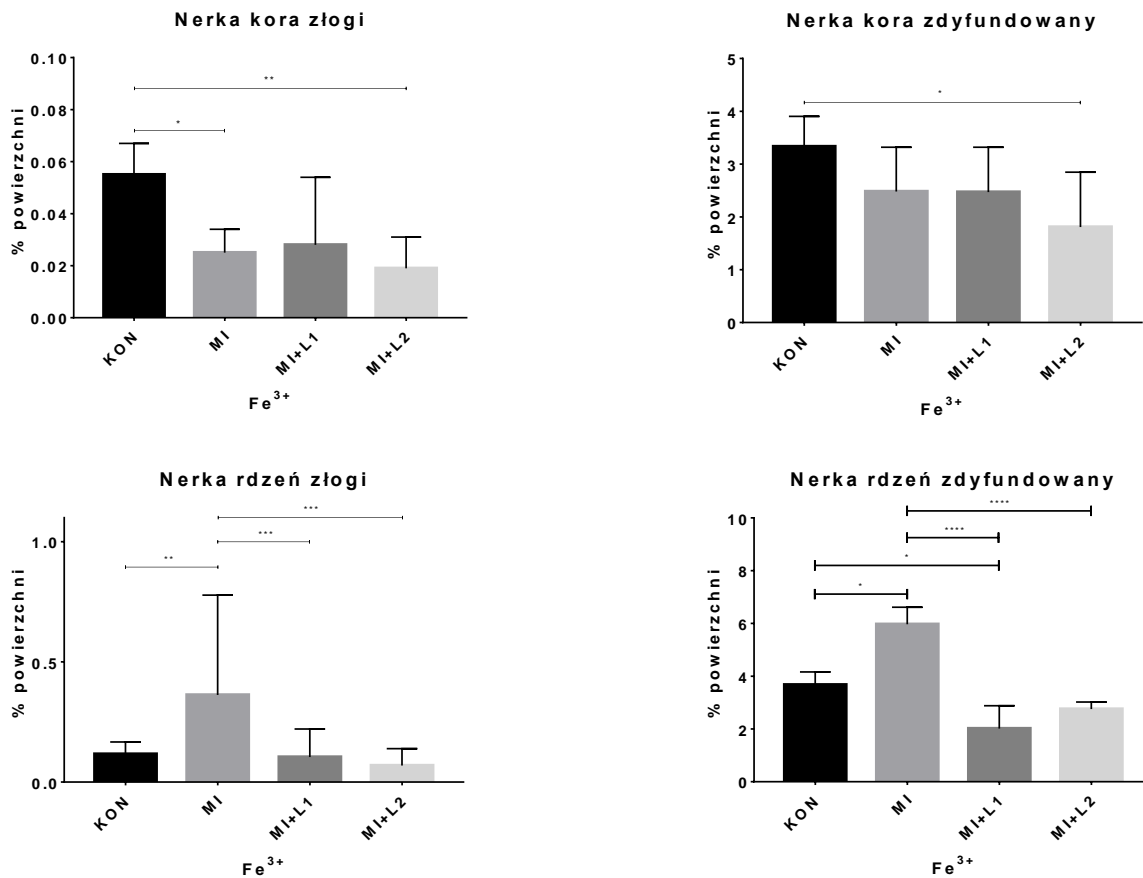 Nerka kora złogi
**
*
% powierzchni
0.10
0.08
0.06
0.04
0.02
0.00
KON
MI
MI+L1
MI+L2
Fe³⁺
Nerka kora zdyfundowany
*
% powierzchni
5
4
3
2
1
0
KON
MI
MI+L1
MI+L2
Fe³⁺
Nerka rdzeń złogi
***
***
**
% powierzchni
1.0
0.5
0.0
KON
MI
MI+L1
MI+L2
Fe³⁺
Nerka rdzeń zdyfundowany
****
****
*
*
% powierzchni
10
8
6
4
2
0
KON
MI
MI+L1
MI+L2
Fe³⁺